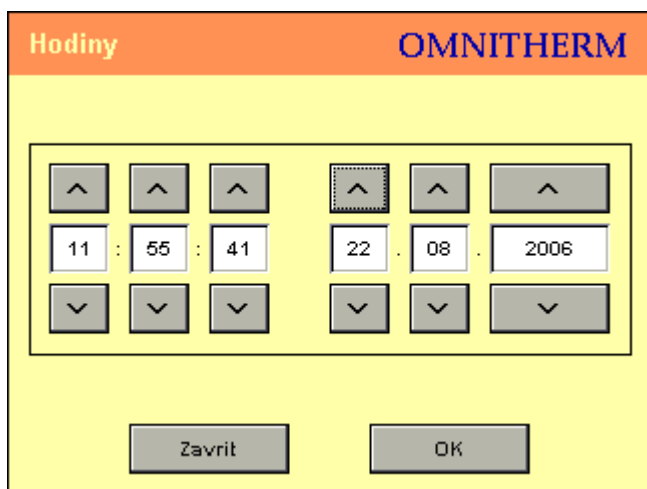 Hodiny OMNITHERM
11 : 55 : 41 22 . 08 . 2006
Zavrit OK